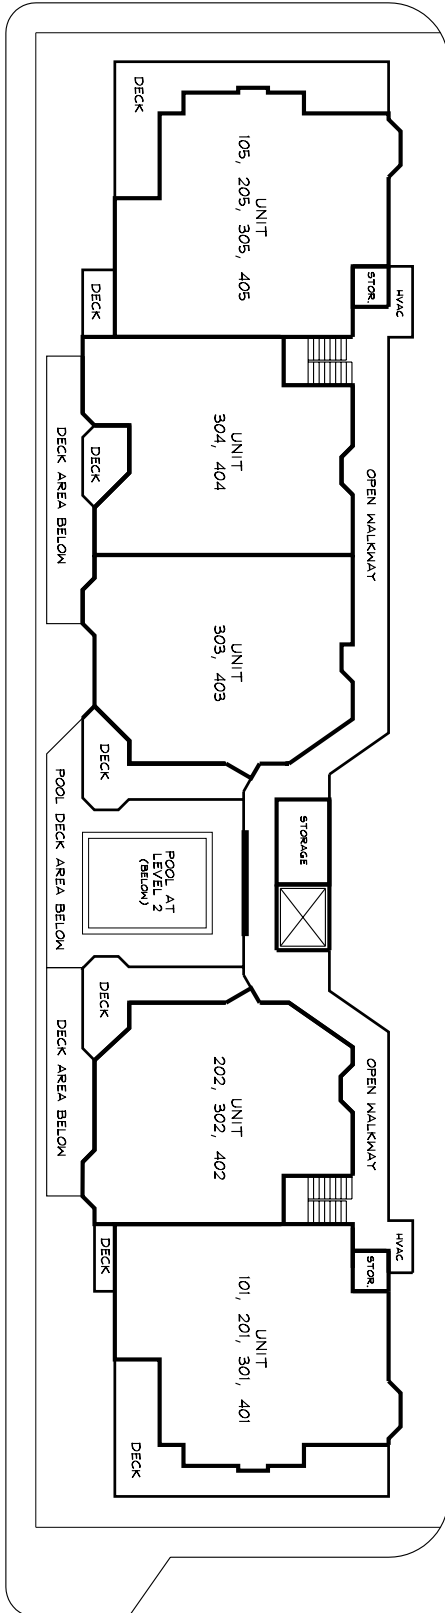 DECK
UNIT
105, 205, 305, 405
STOR.
HVAC
DECK
UNIT
304, 404
DECK
DECK AREA BELOW
OPEN WALKWAY
UNIT
303, 403
DECK
POOL DECK AREA BELOW
STORAGE
POOL AT
LEVEL 2
(BELOW)
DECK
DECK AREA BELOW
UNIT
202, 302, 402
OPEN WALKWAY
HVAC
STOR.
DECK
UNIT
101, 201, 301, 401
DECK